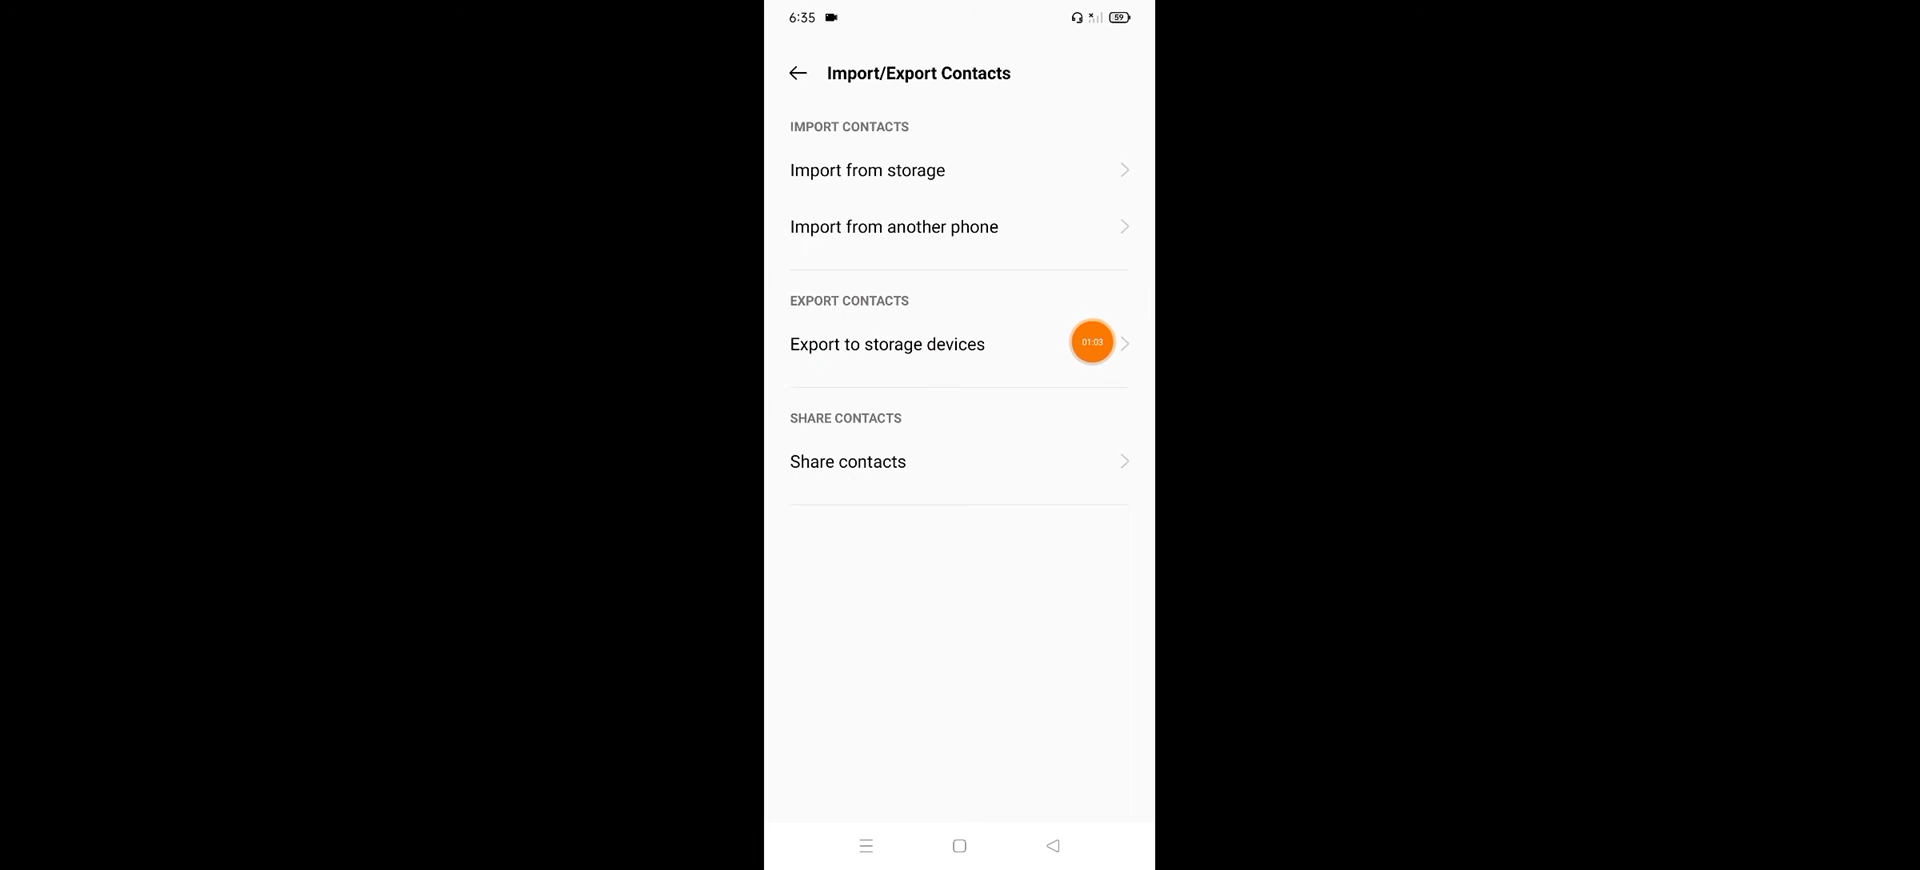 6:35
59
Import/Export Contacts
IMPORT CONTACTS
Import from storage
Import from another phone
EXPORT CONTACTS
Export to storage devices
01:03
SHARE CONTACTS
Share contacts